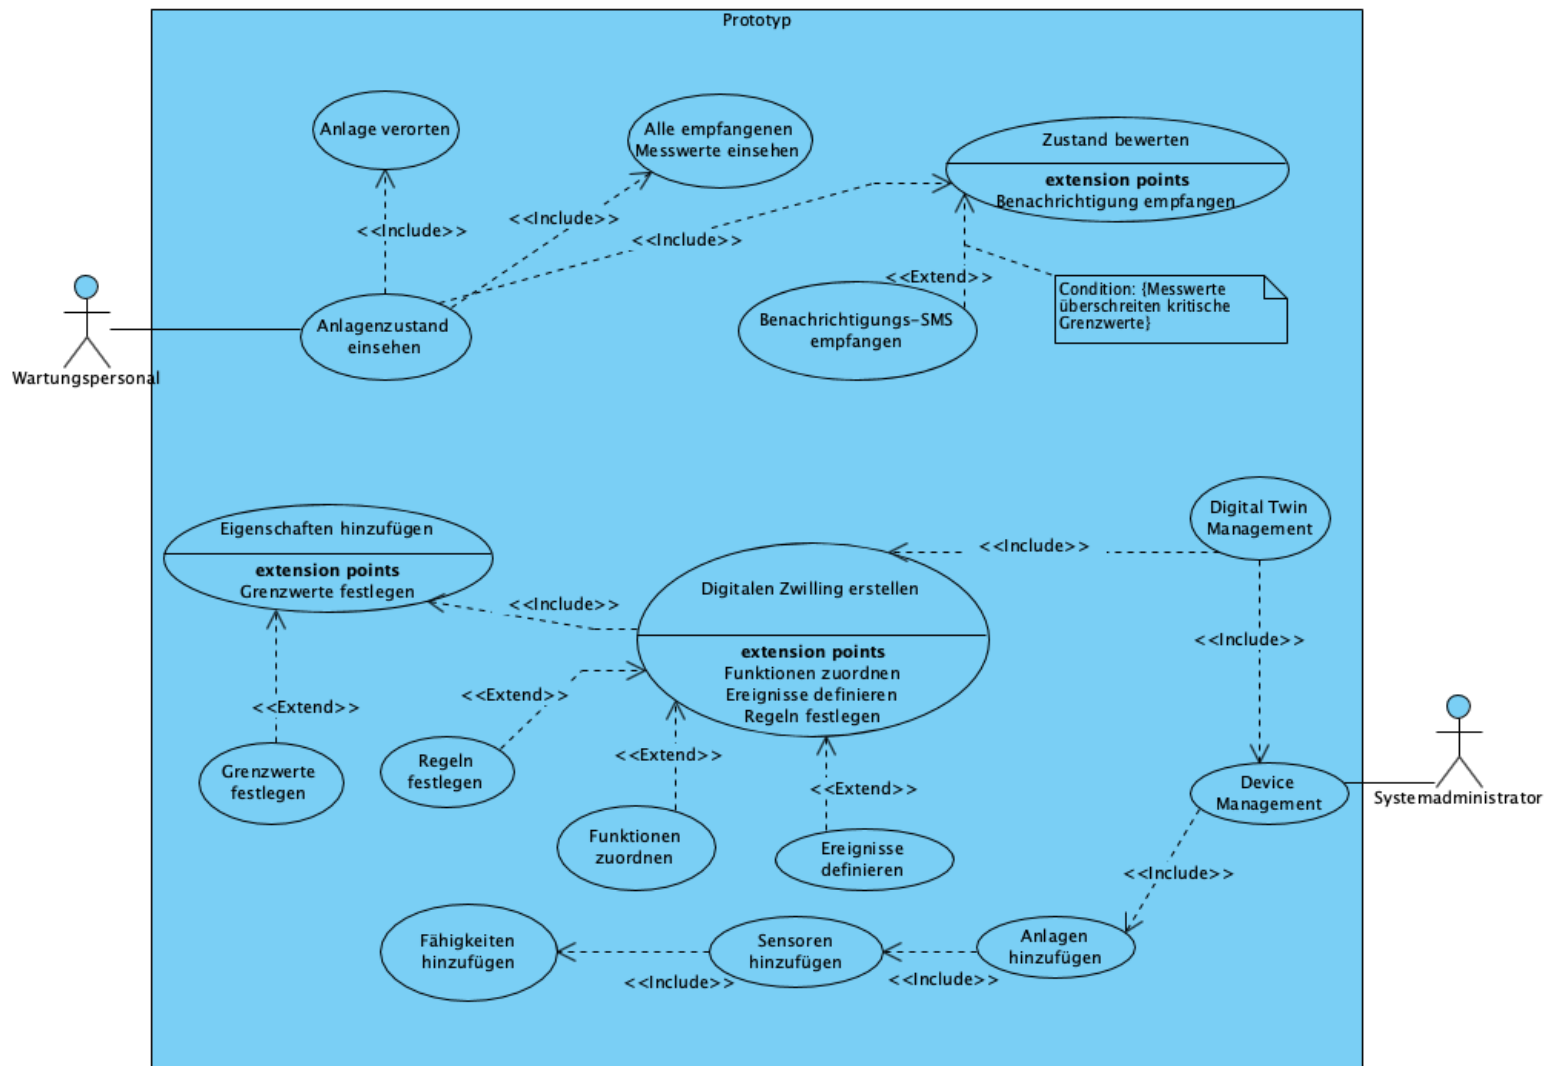 Prototyp
Anlage verorten
Alle empfangenen
Messwerte einsehen
Zustand bewerten
extension points
Benachrichtigung empfangen
<<Include>>
<<Include>>
<<Include>>
<<Extend>>
Condition: {Messwerte
überschreiten kritische
Grenzwerte}
Anlagenzustand
einsehen
Benachrichtigungs-SMS
empfangen
Wartungspersonal
Eigenschaften hinzufügen
extension points
Grenzwerte festlegen
Digital Twin
Management
<<Include>>
Digitalen Zwilling erstellen
extension points
Funktionen zuordnen
Ereignisse definieren
Regeln festlegen
<<Include>>
<<Include>>
<<Extend>>
<<Extend>>
<<Extend>>
<<Extend>>
Grenzwerte
festlegen
Regeln
festlegen
Funktionen
zuordnen
Ereignisse
definieren
Device
Management
Systemadministrator
<<Include>>
Fähigkeiten
hinzufügen
Sensoren
hinzufügen
Anlagen
hinzufügen
<<Include>>
<<Include>>